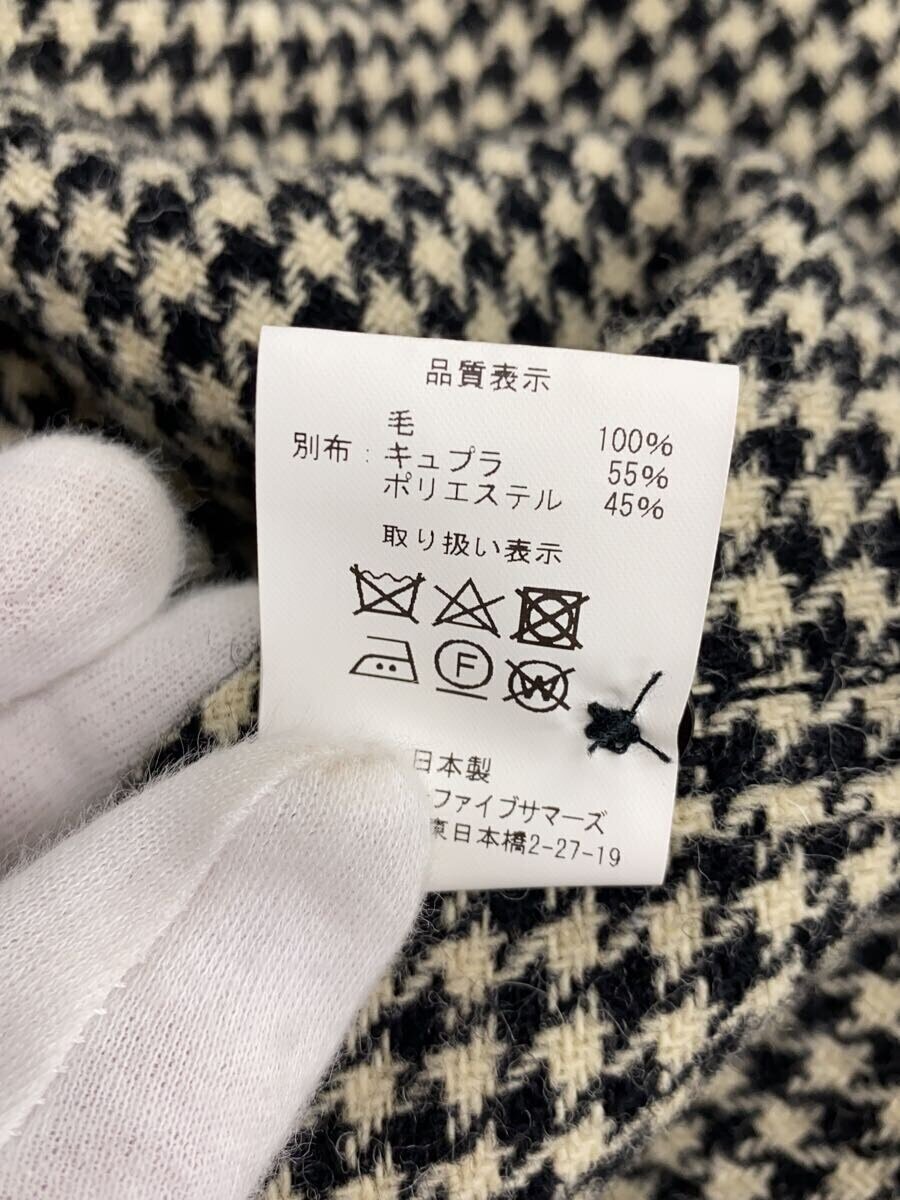 品質表示
毛 100%
別布:キュプラ 55%
ポリエステル 45%
取り扱い表示
F W
日本製
ファイブサマーズ
東日本橋2-27-19